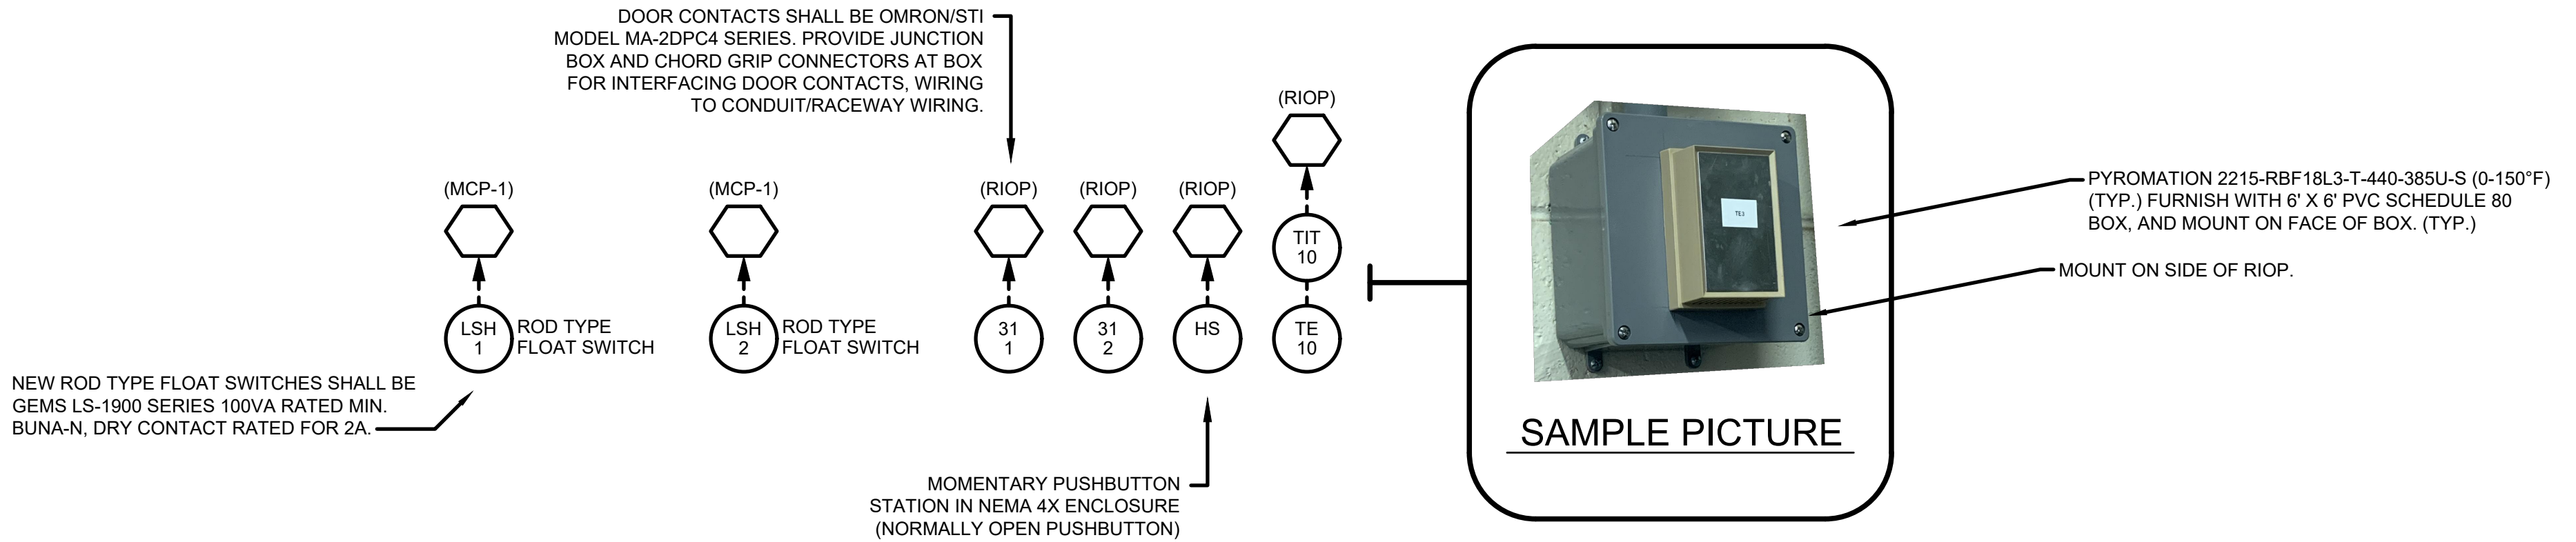 DOOR CONTACTS SHALL BE OMRON/STI
MODEL MA-2DPC4 SERIES. PROVIDE JUNCTION
BOX AND CHORD GRIP CONNECTORS AT BOX
FOR INTERFACING DOOR CONTACTS, WIRING
TO CONDUIT/RACEWAY WIRING.
(RIOP)
(MCP-1)
(MCP-1)
(RIOP)
(RIOP)
(RIOP)
TIT
10
LSH
1
ROD TYPE
FLOAT SWITCH
LSH
2
ROD TYPE
FLOAT SWITCH
31
1
31
2
HS
TE
10
NEW ROD TYPE FLOAT SWITCHES SHALL BE
GEMS LS-1900 SERIES 100VA RATED MIN.
BUNA-N, DRY CONTACT RATED FOR 2A.
MOMENTARY PUSHBUTTON
STATION IN NEMA 4X ENCLOSURE
(NORMALLY OPEN PUSHBUTTON)
TE3
SAMPLE PICTURE
PYROMATION 2215-RBF18L3-T-440-385U-S (0-150°F)
(TYP.) FURNISH WITH 6' X 6' PVC SCHEDULE 80
BOX, AND MOUNT ON FACE OF BOX. (TYP.)
MOUNT ON SIDE OF RIOP.